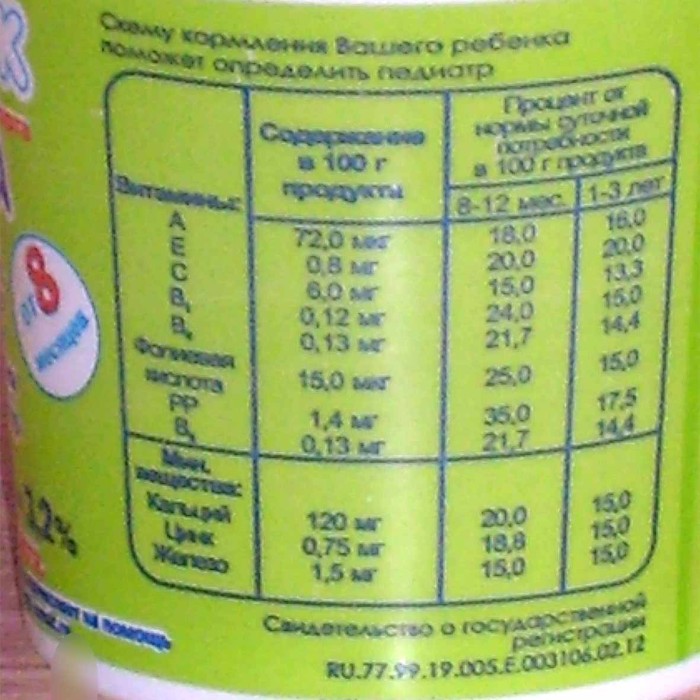 Схему кормления Вашего ребенка
поможет определить педиатр
Содержание
в 100 г
продукта
Процент от
нормы суточной
потребности
в 100 г продукта
8-12 мес. 1-3 лет
Витамины:
А 72,0 мкг 18,0 16,0
Е 0,8 мг 20,0 20,0
С 6,0 мг 15,0 13,3
В₁ 0,12 мг 24,0 15,0
0,13 мг 21,7 14,4
Фолиевая
кислота 15,0 мкг 25,0 15,0
РР 1,4 мг 35,0 17,5
0,13 мг 21,7 14,4
Мин.
вещества:
Кальций 120 мг 20,0 15,0
Цинк 0,75 мг 18,8 15,0
Железо 1,5 мг 15,0 15,0
Свидетельство о государственной
регистрации
RU.77.99.19.005.Е.003106.02.12
от 8
месяцев
3,2%
на помощь